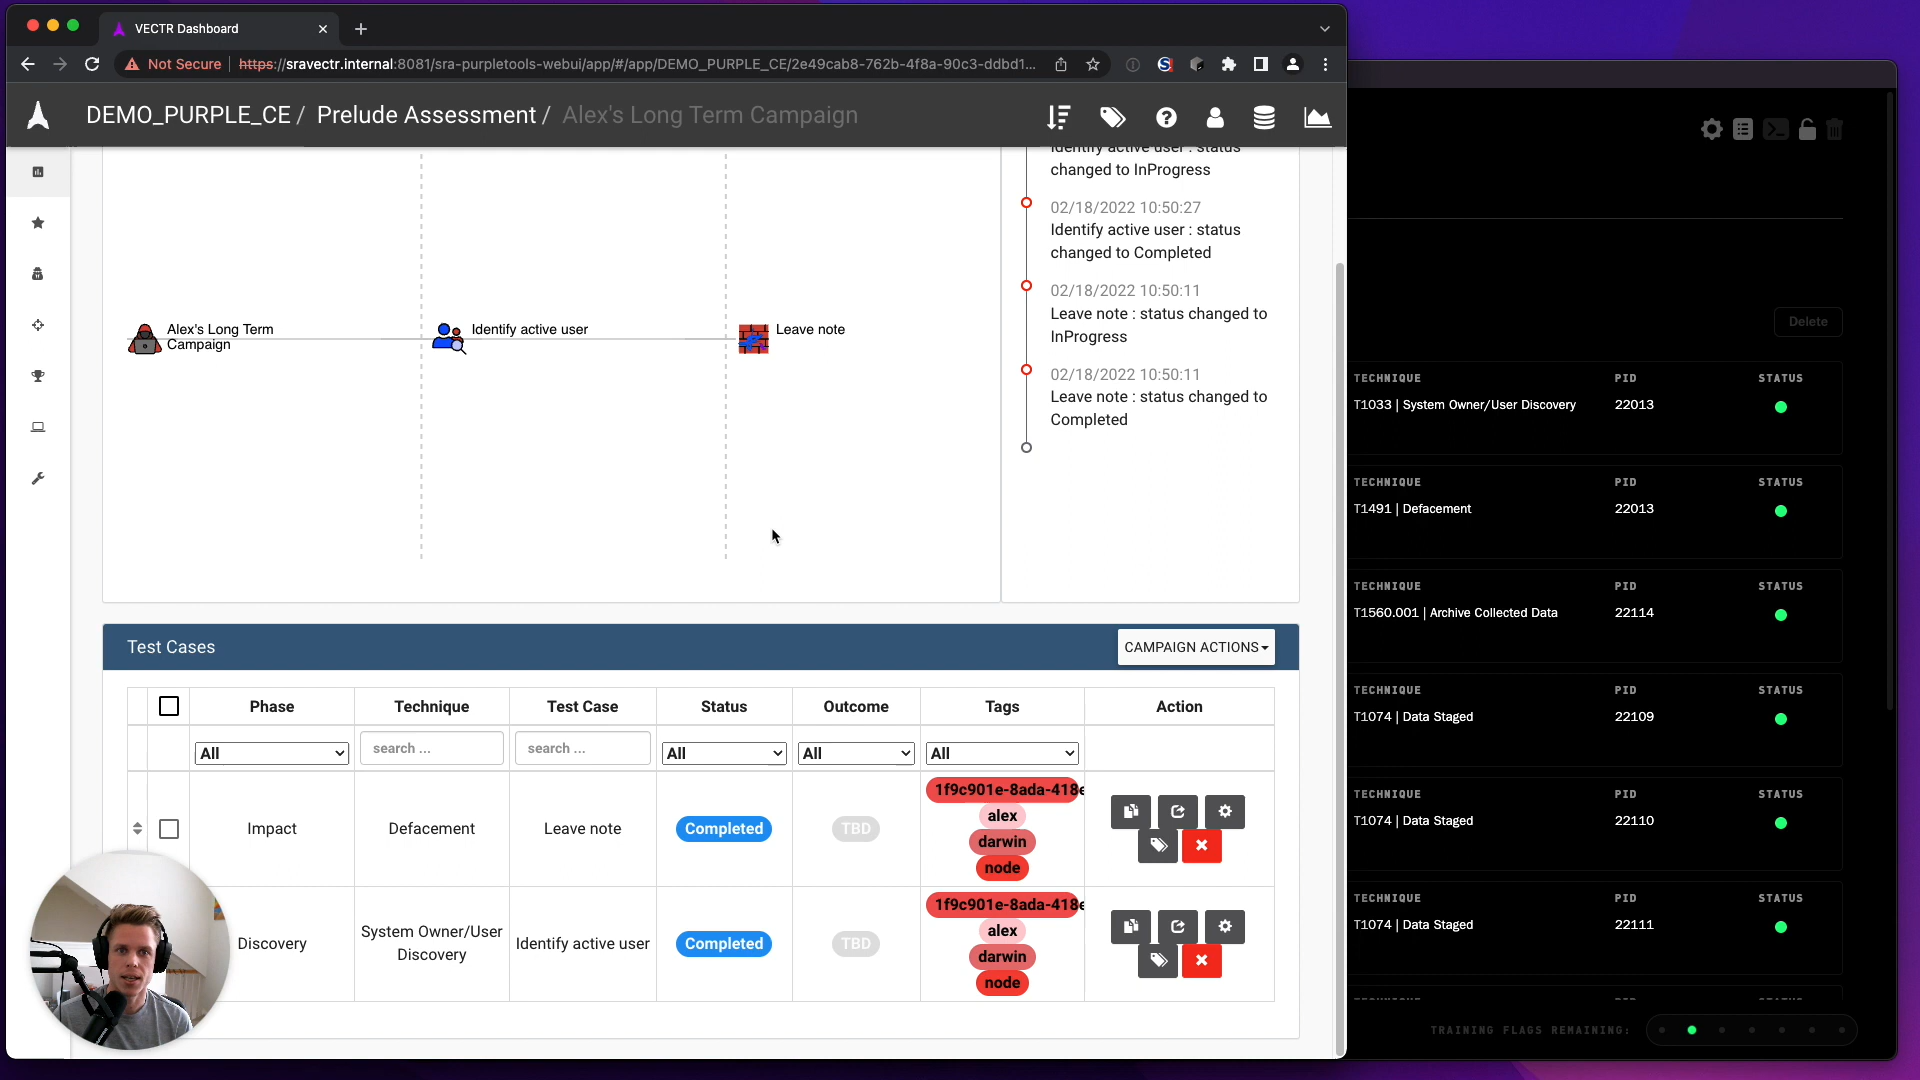 VECTR Dashboard
Not Secure
https://sravectr.internal:8081/sra-purpletools-webui/app/#/app/DEMO_PURPLE_CE/2e49cab8-762b-4f8a-90c3-ddbd1...
DEMO_PURPLE_CE / Prelude Assessment / Alex's Long Term Campaign
Identify active user : status
changed to InProgress
02/18/2022 10:50:27
Identify active user : status
changed to Completed
02/18/2022 10:50:11
Leave note : status changed to
InProgress
02/18/2022 10:50:11
Leave note : status changed to
Completed
Alex's Long Term
Campaign
Identify active user
Leave note
Test Cases
CAMPAIGN ACTIONS
Phase Technique Test Case Status Outcome Tags Action
All search ... search ... All All All
Impact Defacement Leave note Completed TBD
1f9c901e-8ada-418e
alex
darwin
node
Discovery System Owner/User
Discovery Identify active user Completed TBD
1f9c901e-8ada-418e
alex
darwin
node
Delete
TECHNIQUE PID STATUS
T1033 | System Owner/User Discovery 22013
TECHNIQUE PID STATUS
T1491 | Defacement 22013
TECHNIQUE PID STATUS
T1560.001 | Archive Collected Data 22114
TECHNIQUE PID STATUS
T1074 | Data Staged 22109
TECHNIQUE PID STATUS
T1074 | Data Staged 22110
TECHNIQUE PID STATUS
T1074 | Data Staged 22111
TRAINING FLAGS REMAINING: